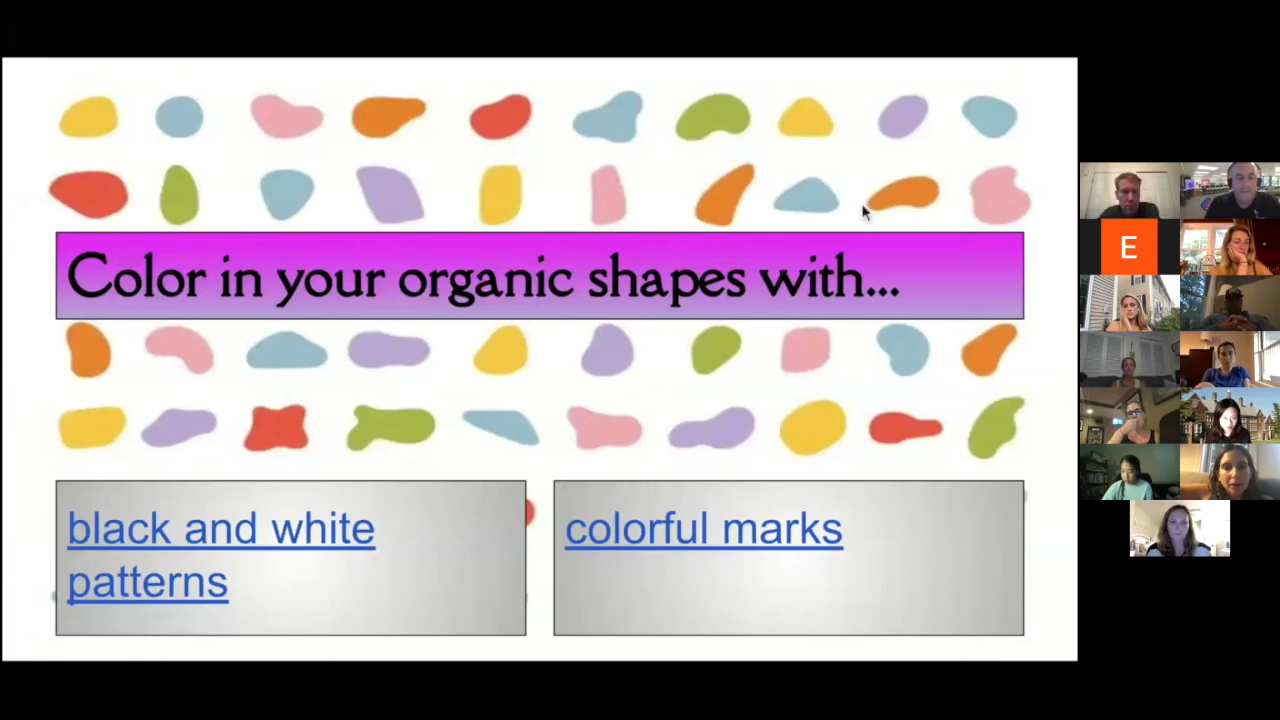 Color in your organic shapes with...
black and white
patterns
colorful marks
E